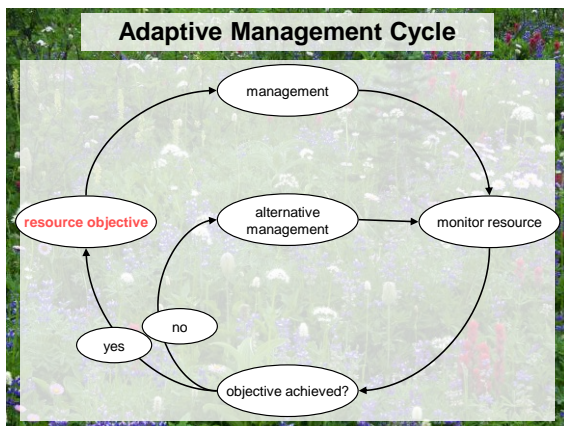 Adaptive Management Cycle
management
resource objective
alternative
management
monitor resource
no
yes
objective achieved?